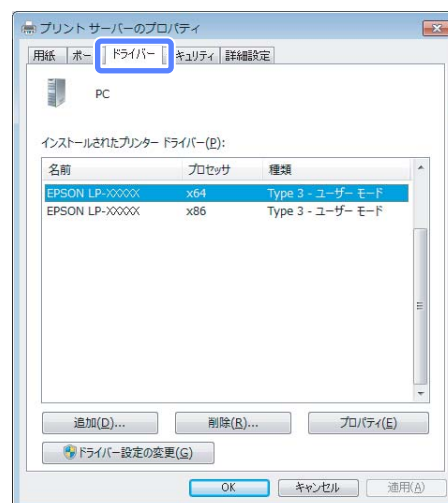 プリント サーバーのプロパティ
用紙 ポー ドライバー キュリティ 詳細設定
PC
インストールされたプリンター ドライバー(P):
名前 プロセッサ 種類
EPSON LP-XXXXX x64 Type 3 - ユーザー モード
EPSON LP-XXXXX x86 Type 3 - ユーザー モード
追加(D)... 削除(R)... プロパティ(E)
ドライバー設定の変更(G)
OK キャンセル 適用(A)